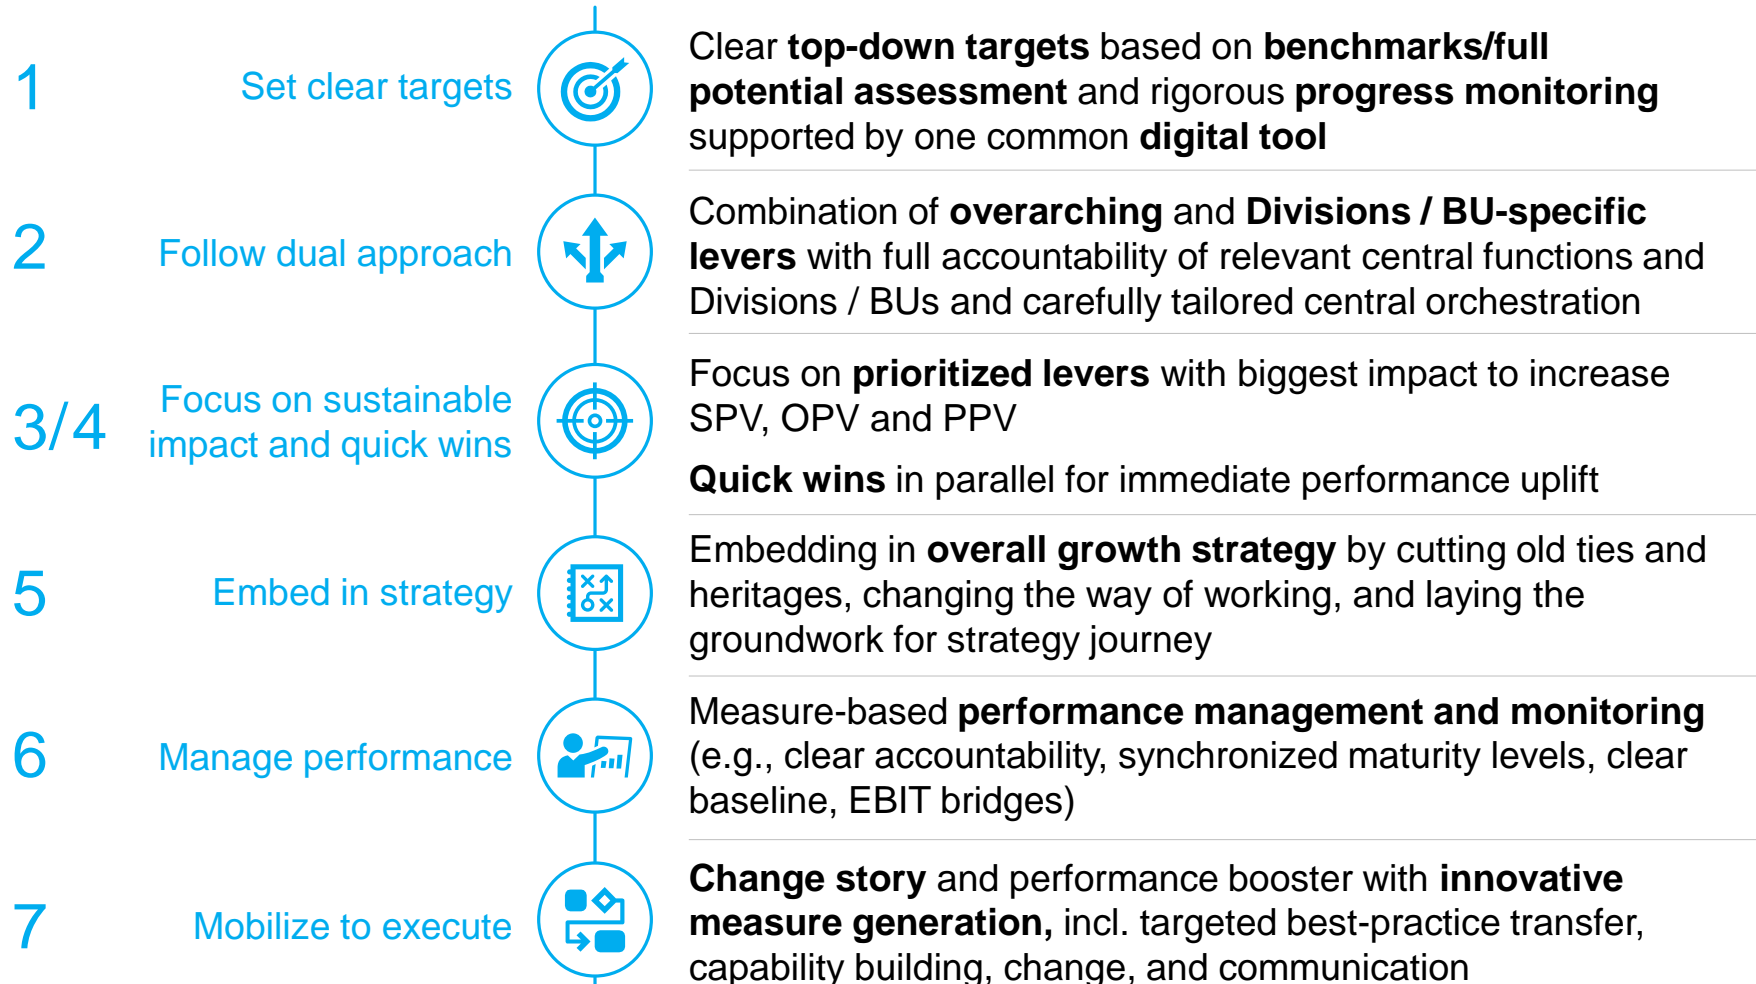 1
Set clear targets
Clear top-down targets based on benchmarks/full
potential assessment and rigorous progress monitoring
supported by one common digital tool
2
Follow dual approach
Combination of overarching and Divisions / BU-specific
levers with full accountability of relevant central functions and
Divisions / BUs and carefully tailored central orchestration
3/4
Focus on sustainable
impact and quick wins
Focus on prioritized levers with biggest impact to increase
SPV, OPV and PPV
Quick wins in parallel for immediate performance uplift
5
Embed in strategy
Embedding in overall growth strategy by cutting old ties and
heritages, changing the way of working, and laying the
groundwork for strategy journey
6
Manage performance
Measure-based performance management and monitoring
(e.g., clear accountability, synchronized maturity levels, clear
baseline, EBIT bridges)
7
Mobilize to execute
Change story and performance booster with innovative
measure generation, incl. targeted best-practice transfer,
capability building, change, and communication